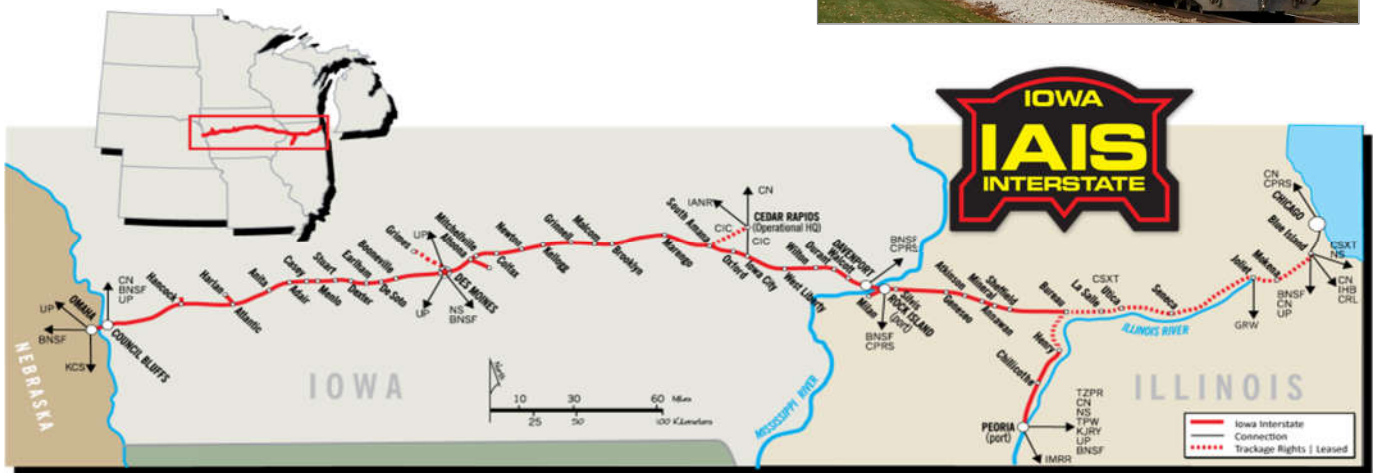 IOWA
IAIS
INTERSTATE
OMAHA
UP
BNSF
KCS
CN
BNSF
UP
COUNCIL BLUFFS
NEBRASKA
Hancock
Harlan
Atlantic
Anita
Adair
Casey
Menlo
Stuart
Dexter
Earlham
De Soto
Booneville
Grimes
UP
DES MOINES
UP
NS
BNSF
Mitchellville
Altoona
Colfax
Newton
Kellogg
Grinnell
Malcom
Brooklyn
Marengo
South Amana
IANR
CN
CIC
CEDAR RAPIDS
(Operational HQ)
CIC
Oxford
Iowa City
West Liberty
Wilton
Durant
Walcott
DAVENPORT
BNSF
CPRS
Milan
Silvis
ROCK ISLAND
(port)
BNSF
CPRS
Geneseo
Atkinson
Annawan
Mineral
Sheffield
Bureau
La Salle
Utica
CSXT
Seneca
ILLINOIS RIVER
Joliet
GRW
Mokena
Blue Island
CHICAGO
CN
CPRS
CSXT
NS
CN
IHB
CRL
BNSF
CN
UP
Henry
Chillicothe
PEORIA
(port)
TZPR
CN
NS
TPW
KJRY
UP
BNSF
IMRR
IOWA
ILLINOIS
MISSISSIPPI RIVER
North
10 30 60 Miles
25 50 100 Kilometers
Iowa Interstate
Connection
Trackage Rights | Leased